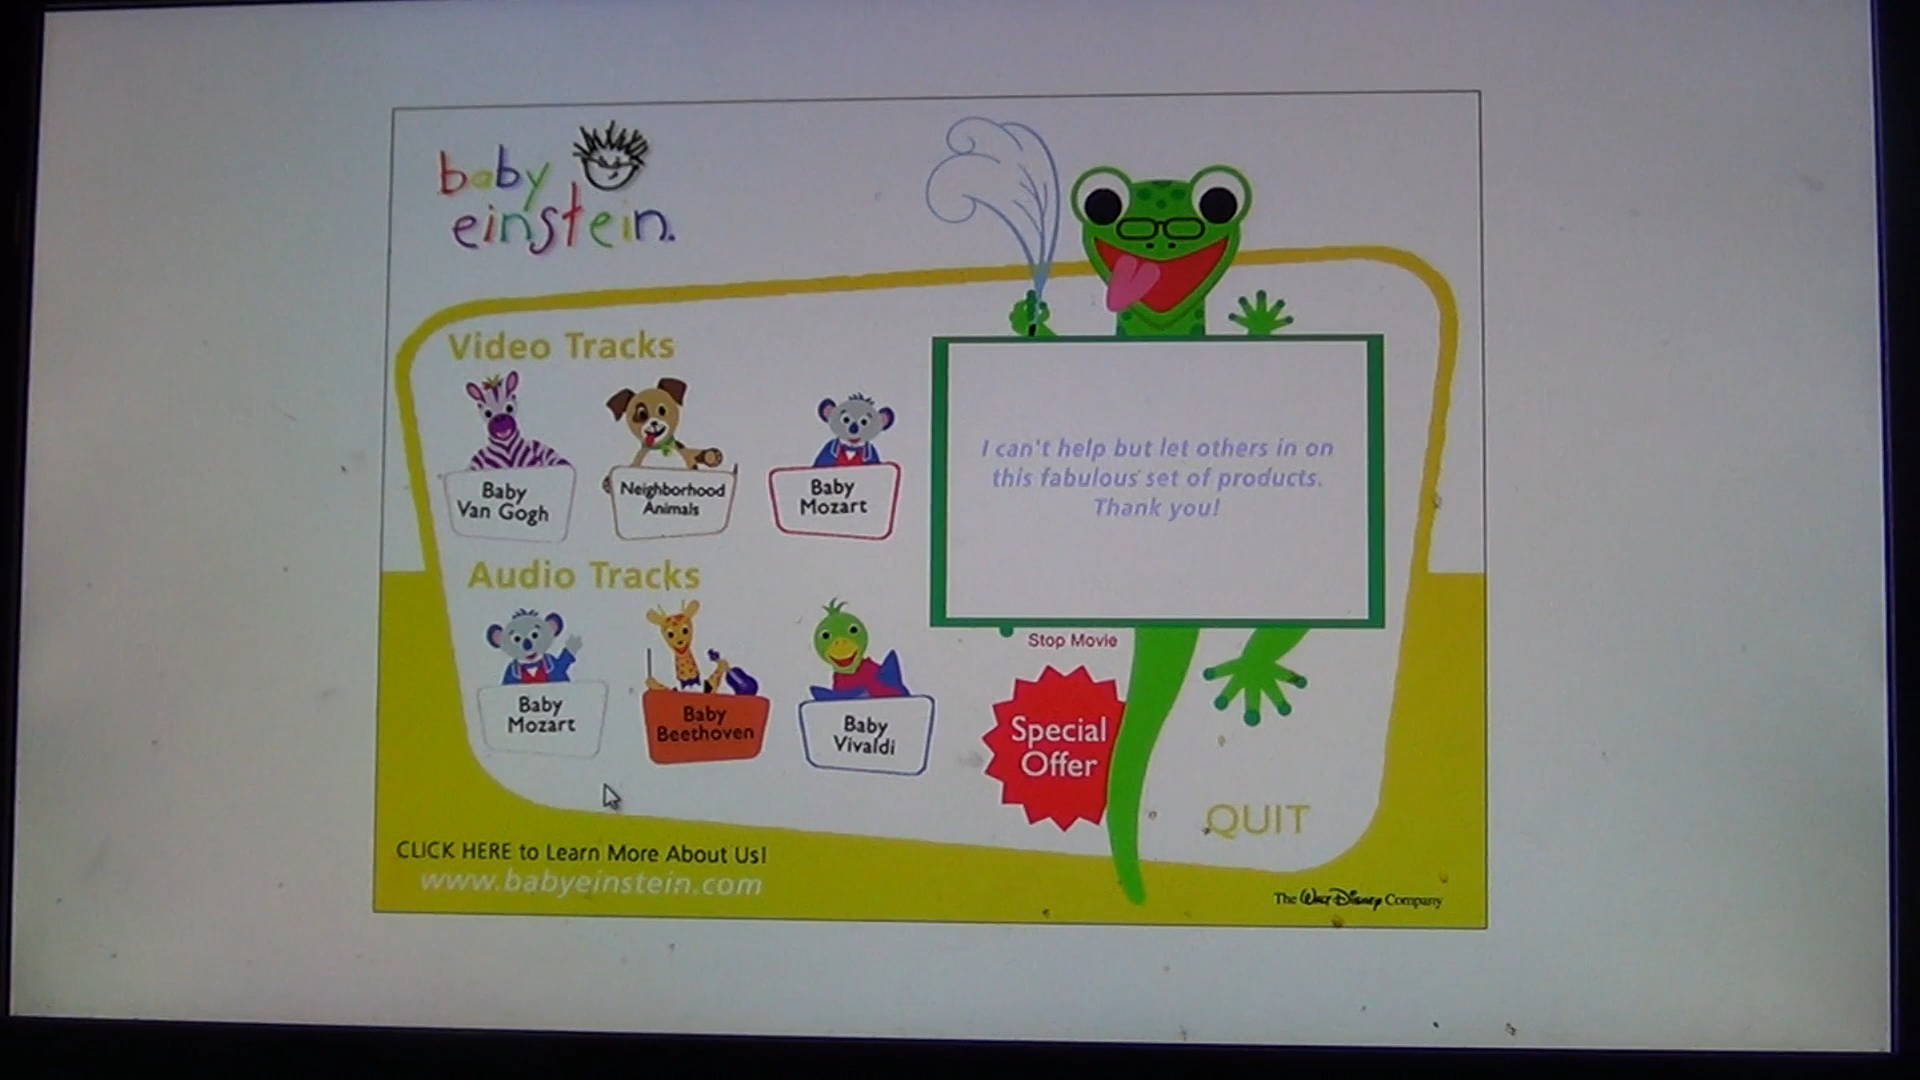 baby
einstein.
Video Tracks
Baby
Van Gogh
Neighborhood
Animals
Baby
Mozart
I can't help but let others in on
this fabulous set of products.
Thank you!
Stop Movie
Audio Tracks
Baby
Mozart
Baby
Beethoven
Baby
Vivaldi
Special
Offer
QUIT
CLICK HERE to Learn More About Us!
www.babyeinstein.com
The Walt Disney Company